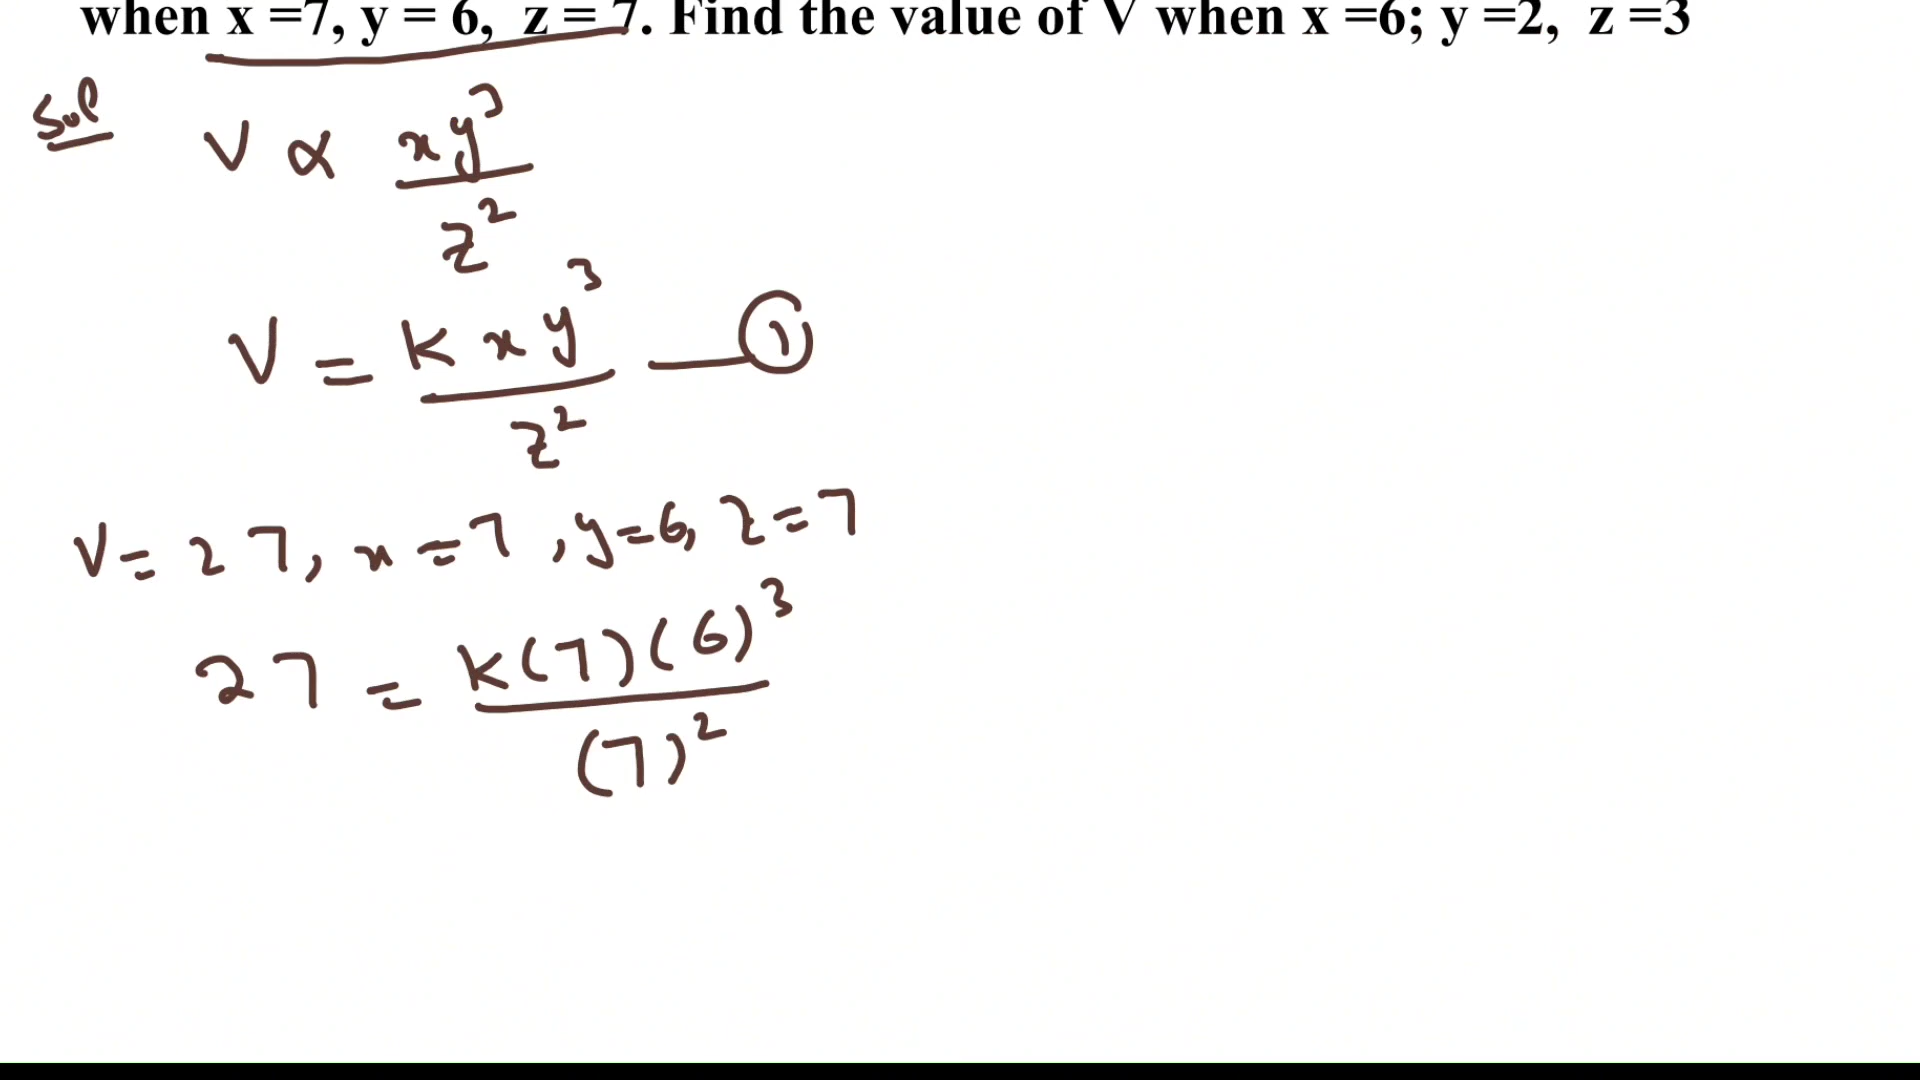 when x =7, y = 6, z = 7. Find the value of V when x =6; y =2, z =3
Sol
V ∝ xy³
z²
V = K x y³ — ①
z²
V = 27, x = 7, y = 6, z = 7
27 = K(7)(6)³
(7)²